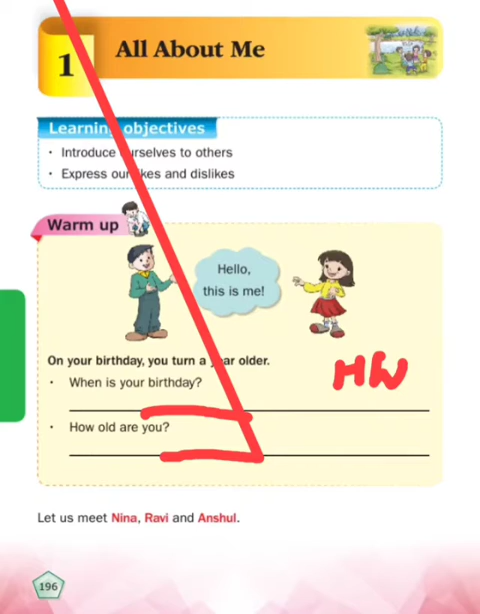 1
All About Me
Learning objectives
· Introduce ourselves to others
· Express our likes and dislikes
Warm up
Hello,
this is me!
On your birthday, you turn a year older.
· When is your birthday?
· How old are you?
HW
Let us meet Nina, Ravi and Anshul.
196